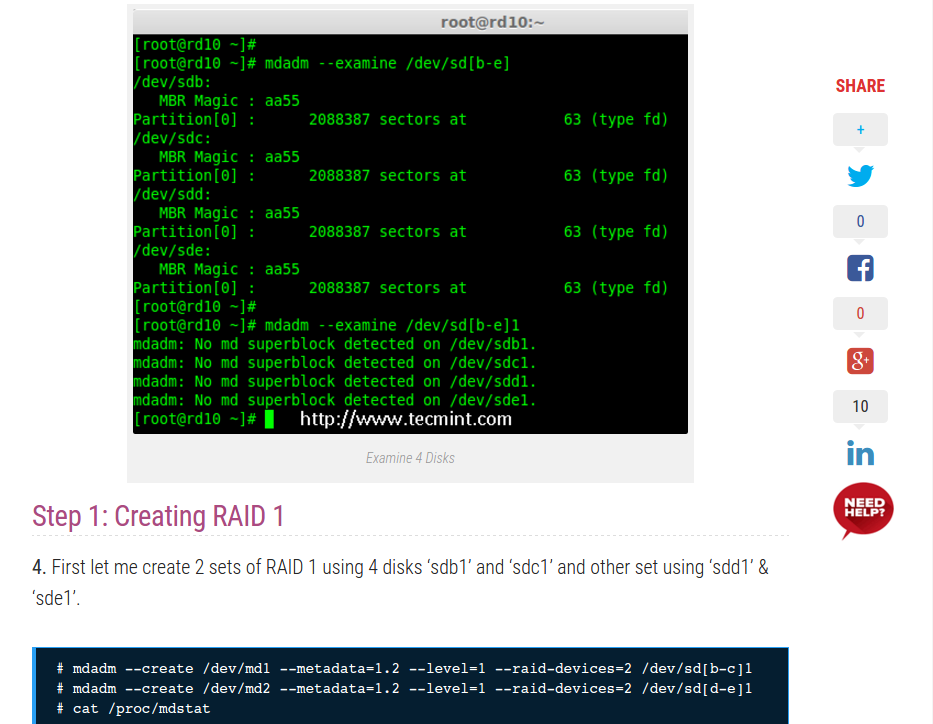 root@rd10:~
[root@rd10 ~]#
[root@rd10 ~]# mdadm --examine /dev/sd[b-e]
/dev/sdb:
MBR Magic : aa55
Partition[0] : 2088387 sectors at 63 (type fd)
/dev/sdc:
MBR Magic : aa55
Partition[0] : 2088387 sectors at 63 (type fd)
/dev/sdd:
MBR Magic : aa55
Partition[0] : 2088387 sectors at 63 (type fd)
/dev/sde:
MBR Magic : aa55
Partition[0] : 2088387 sectors at 63 (type fd)
[root@rd10 ~]#
[root@rd10 ~]# mdadm --examine /dev/sd[b-e]1
mdadm: No md superblock detected on /dev/sdb1.
mdadm: No md superblock detected on /dev/sdc1.
mdadm: No md superblock detected on /dev/sdd1.
mdadm: No md superblock detected on /dev/sde1.
[root@rd10 ~]# http://www.tecmint.com
Examine 4 Disks
Step 1: Creating RAID 1
4. First let me create 2 sets of RAID 1 using 4 disks ‘sdb1’ and ‘sdc1’ and other set using ‘sdd1’ &
‘sde1’.
# mdadm --create /dev/md1 --metadata=1.2 --level=1 --raid-devices=2 /dev/sd[b-c]1
# mdadm --create /dev/md2 --metadata=1.2 --level=1 --raid-devices=2 /dev/sd[d-e]1
# cat /proc/mdstat
SHARE
+
0
f
0
g+
10
in
NEED
HELP?